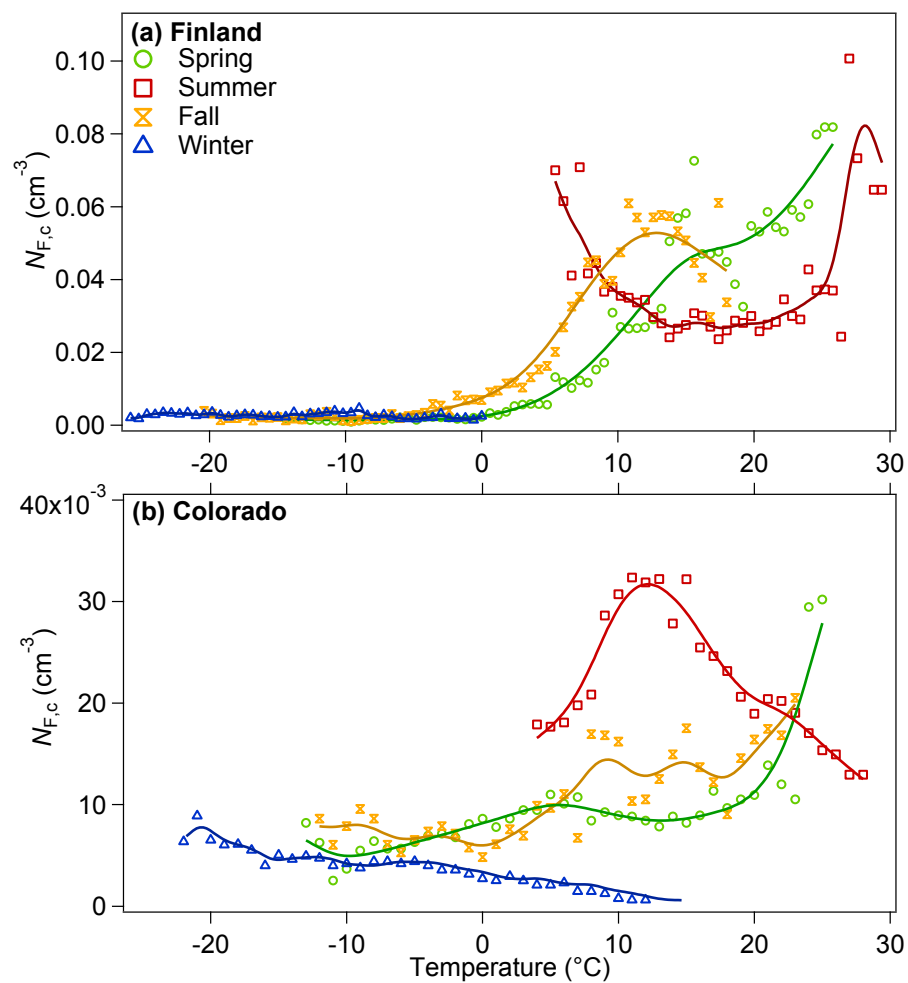 (a) Finland
Spring
Summer
Fall
Winter
0.10
0.08
0.06
0.04
0.02
0.00
N_F,c (cm^-3)
-20 -10 0 10 20 30
(b) Colorado
40x10^-3
30
20
10
0
N_F,c (cm^-3)
-20 -10 0 10 20 30
Temperature (°C)